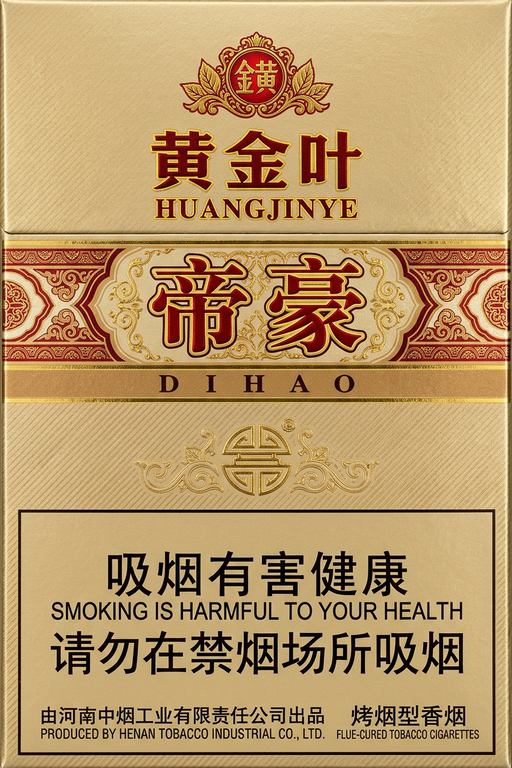 黄金
黄金叶
HUANGJINYE
帝豪
DIHAO
®
吸烟有害健康
SMOKING IS HARMFUL TO YOUR HEALTH
请勿在禁烟场所吸烟
由河南中烟工业有限责任公司出品 烤烟型香烟
PRODUCED BY HENAN TOBACCO INDUSTRIAL CO., LTD. FLUE-CURED TOBACCO CIGARETTES